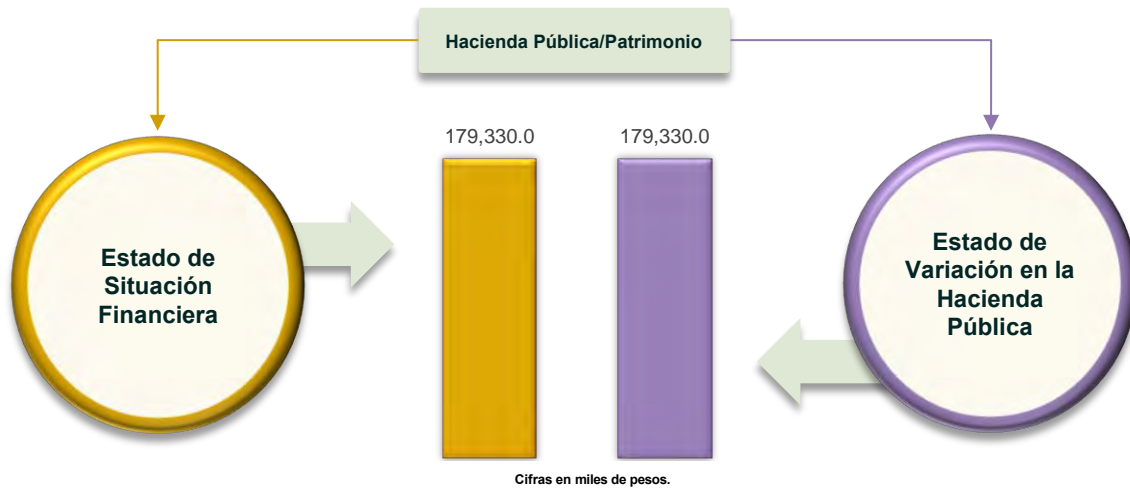 Hacienda Pública/Patrimonio
179,330.0
179,330.0
Estado de
Situación
Financiera
Estado de
Variación en la
Hacienda
Pública
Cifras en miles de pesos.